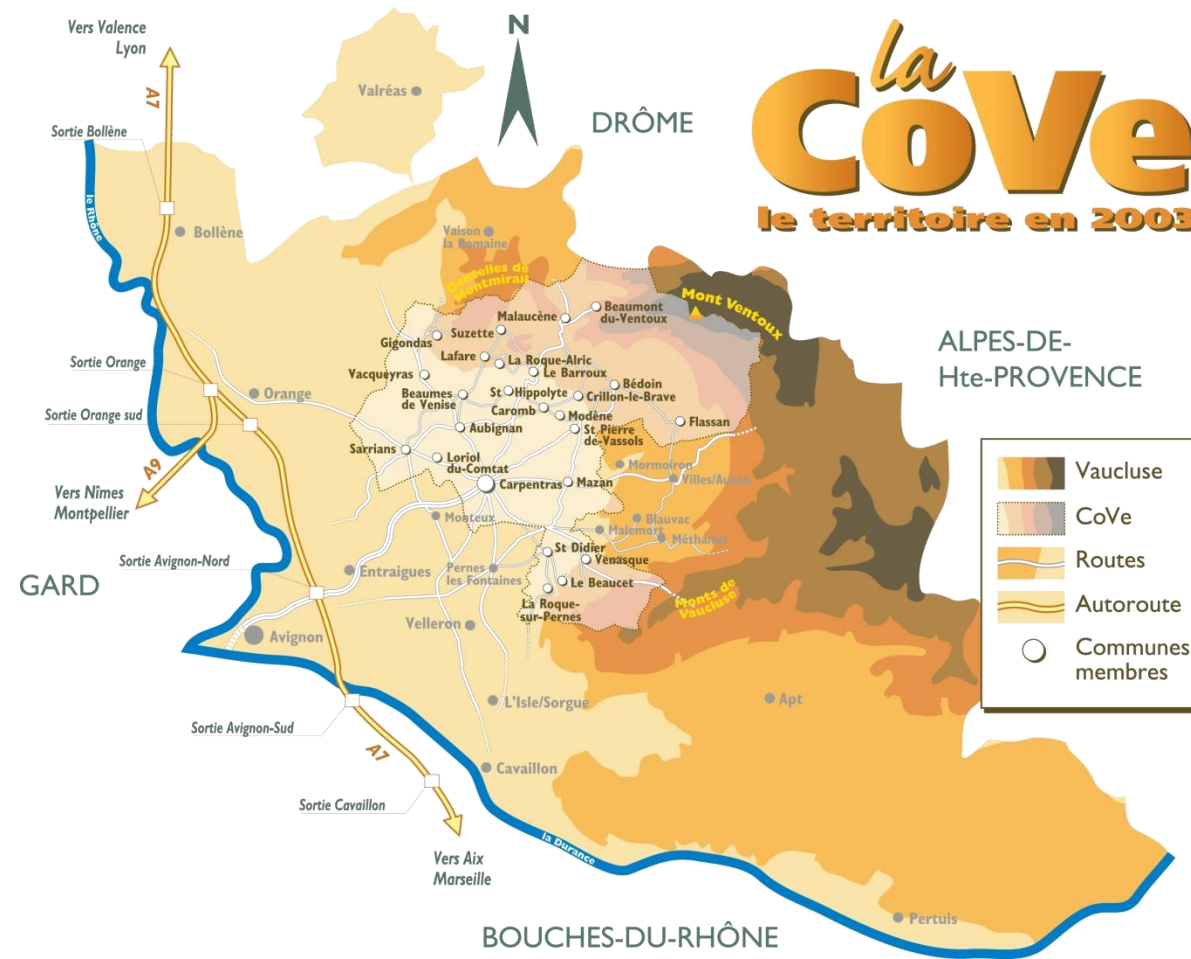 Vers Valence
Lyon
A7
N
Valréas
la
CoVe
le territoire en 2003
DRÔME
Sortie Bollène
le Rhône
Bollène
Vaison
la Romaine
Dentelles de
Montmirail
Mont Ventoux
Beaumont
du-Ventoux
Malaucène
Suzette
Gigondas
Lafare
La Roque-Alric
Le Barroux
Vacqueyras
Bédoin
Beaumes
de Venise
St Hippolyte
Crillon-le-Brave
Caromb
Modène
Flassan
Aubignan
St Pierre
de-Vassols
Sarrians
Loriol
du-Comtat
Mormoiron
Villes/Auzon
Carpentras
Mazan
ALPES-DE-
Hte-PROVENCE
Sortie Orange
Orange
Sortie Orange sud
A9
Vers Nîmes
Montpellier
Monteux
Blauvac
Malemort
Méthamis
St Didier
Venasque
Sortie Avignon-Nord
Entraigues
Pernes
les Fontaines
Le Beaucet
La Roque-
sur-Pernes
Monts de
Vaucluse
GARD
Avignon
Velleron
L'Isle/Sorgue
Apt
Sortie Avignon-Sud
A7
Cavaillon
Sortie Cavaillon
la Durance
Vers Aix
Marseille
Pertuis
BOUCHES-DU-RHÔNE
Vaucluse
CoVe
Routes
Autoroute
Communes
membres